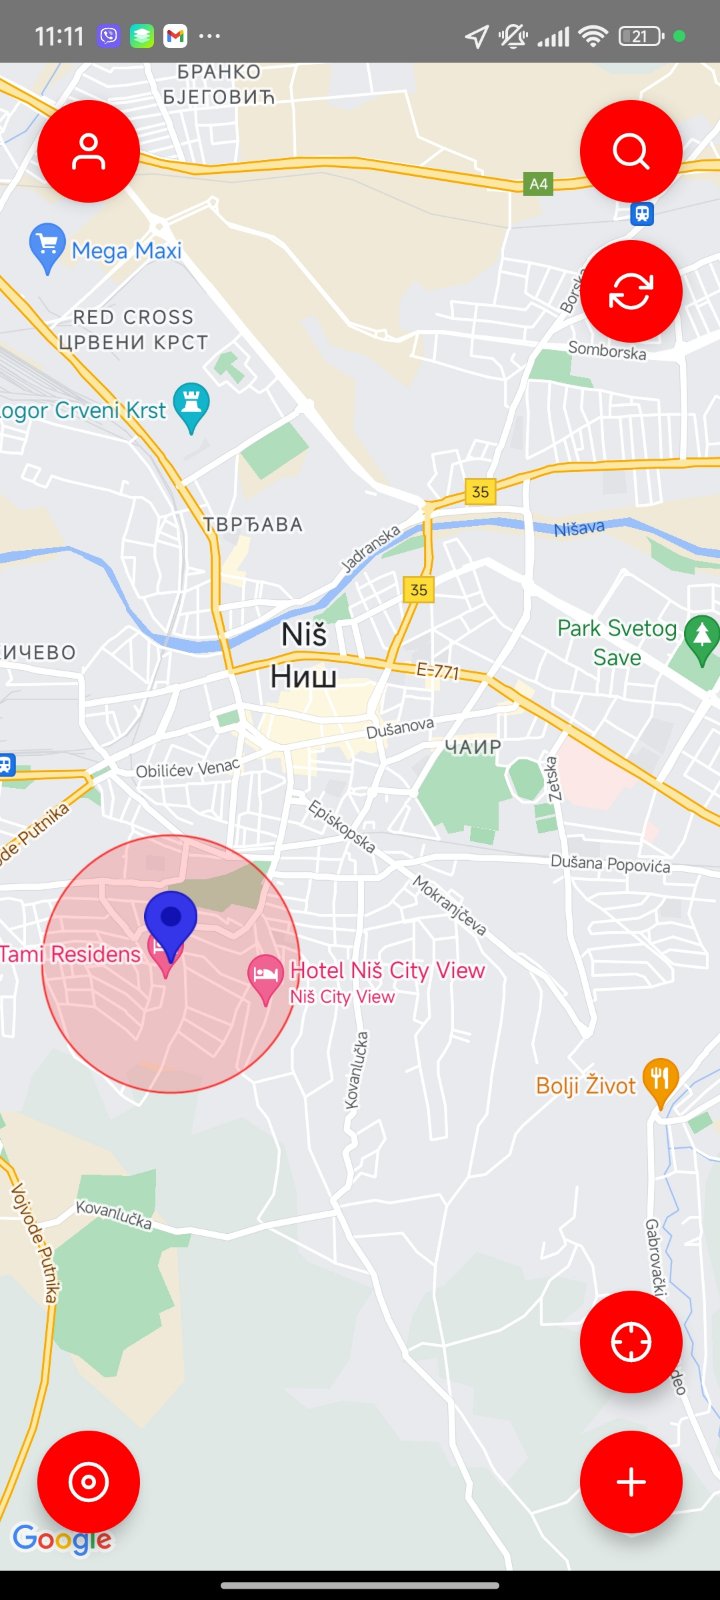 11:11
21
БРАНКО
БЈЕГОВИЋ
A4
Mega Maxi
Borska
RED CROSS
ЦРВЕНИ КРСТ
Somborska
ogor Crveni Krst
35
ТВРЂАВА
Jadranska
Nišava
35
Niš
Ниш
Park Svetog
Save
ИЧЕВО
E-771
Dušanova
ЧАИР
Obilićev Venac
Zetska
de Putnika
Episkopska
Dušana Popovića
Mokranjčeva
Tami Residens
Hotel Niš City View
Niš City View
Kovanlučka
Bolji Život
Vojvode Putnika
Kovanlučka
Gabrovački
deo
Google